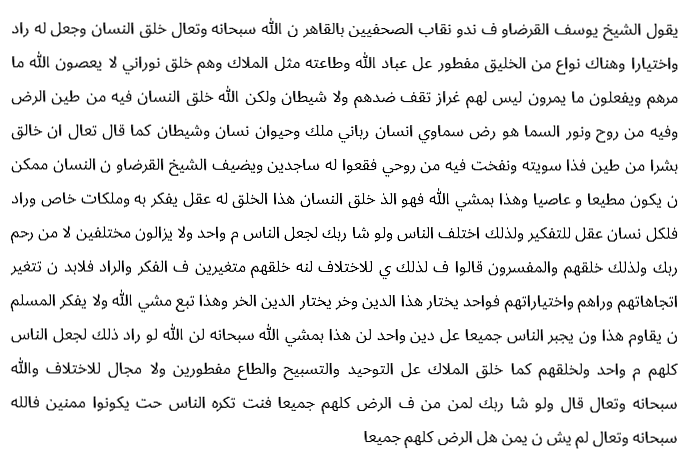 يقول الشيخ يوسف القرضاو ف ندو نقاب الصحفيين بالقاهر ن الله سبحانه وتعال خلق النسان وجعل له راد
واختيارا وهناك نواع من الخليق مفطور عل عباد الله وطاعته مثل الملاك وهم خلق نوراني لا يعصون الله ما
مرهم ويفعلون ما يمرون ليس لهم غراز تقف ضدهم ولا شيطان ولكن الله خلق النسان فيه من طين الرض
وفيه من روح ونور السما هو رض سماوي انسان رباني ملك وحيوان نسان وشيطان كما قال تعال ان خالق
بشرا من طين فذا سويته ونفخت فيه من روحي فقعوا له ساجدين ويضيف الشيخ القرضاو ن النسان ممكن
ن يكون مطيعا و عاصيا وهذا بمشي الله فهو الذ خلق النسان هذا الخلق له عقل يفكر به وملكات خاص وراد
فلكل نسان عقل للتفكير ولذلك اختلف الناس ولو شا ربك لجعل الناس م واحد ولا يزالون مختلفين لا من رحم
ربك ولذلك خلقهم والمفسرون قالوا ف لذلك ي للاختلاف لنه خلقهم متغيرين ف الفكر والراد فلابد ن تتغير
اتجاهاتهم وراهم واختياراتهم فواحد يختار هذا الدين وخر يختار الدين الخر وهذا تبع مشي الله ولا يفكر المسلم
ن يقاوم هذا ون يجبر الناس جميعا عل دين واحد لن هذا بمشي الله سبحانه لن الله لو راد ذلك لجعل الناس
كلهم م واحد ولخلقهم كما خلق الملاك عل التوحيد والتسبيح والطاع مفطورين ولا مجال للاختلاف والله
سبحانه وتعال قال ولو شا ربك لمن من ف الرض كلهم جميعا فنت تكره الناس حت يكونوا ممنين فالله
سبحانه وتعال لم يش ن يمن هل الرض كلهم جميعا